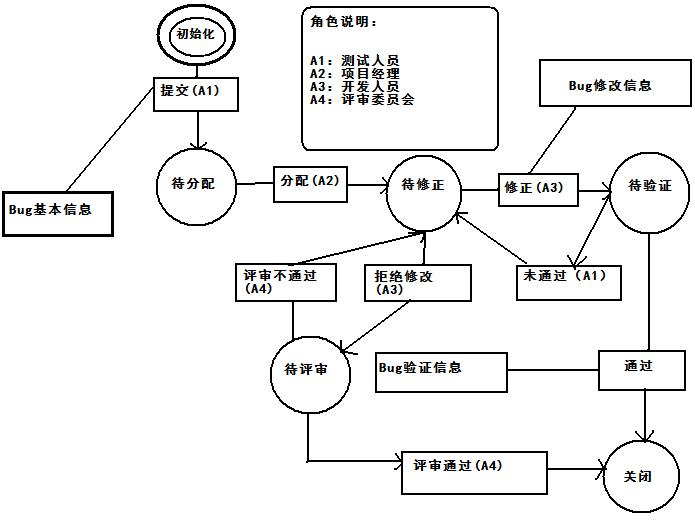 初始化
角色说明：
A1：测试人员
A2：项目经理
A3：开发人员
A4：评审委员会
提交(A1)
Bug修改信息
待分配
分配(A2)
待修正
修正(A3)
待验证
Bug基本信息
评审不通过
(A4)
拒绝修改
(A3)
未通过（A1）
待评审
Bug验证信息
通过
评审通过(A4)
关闭